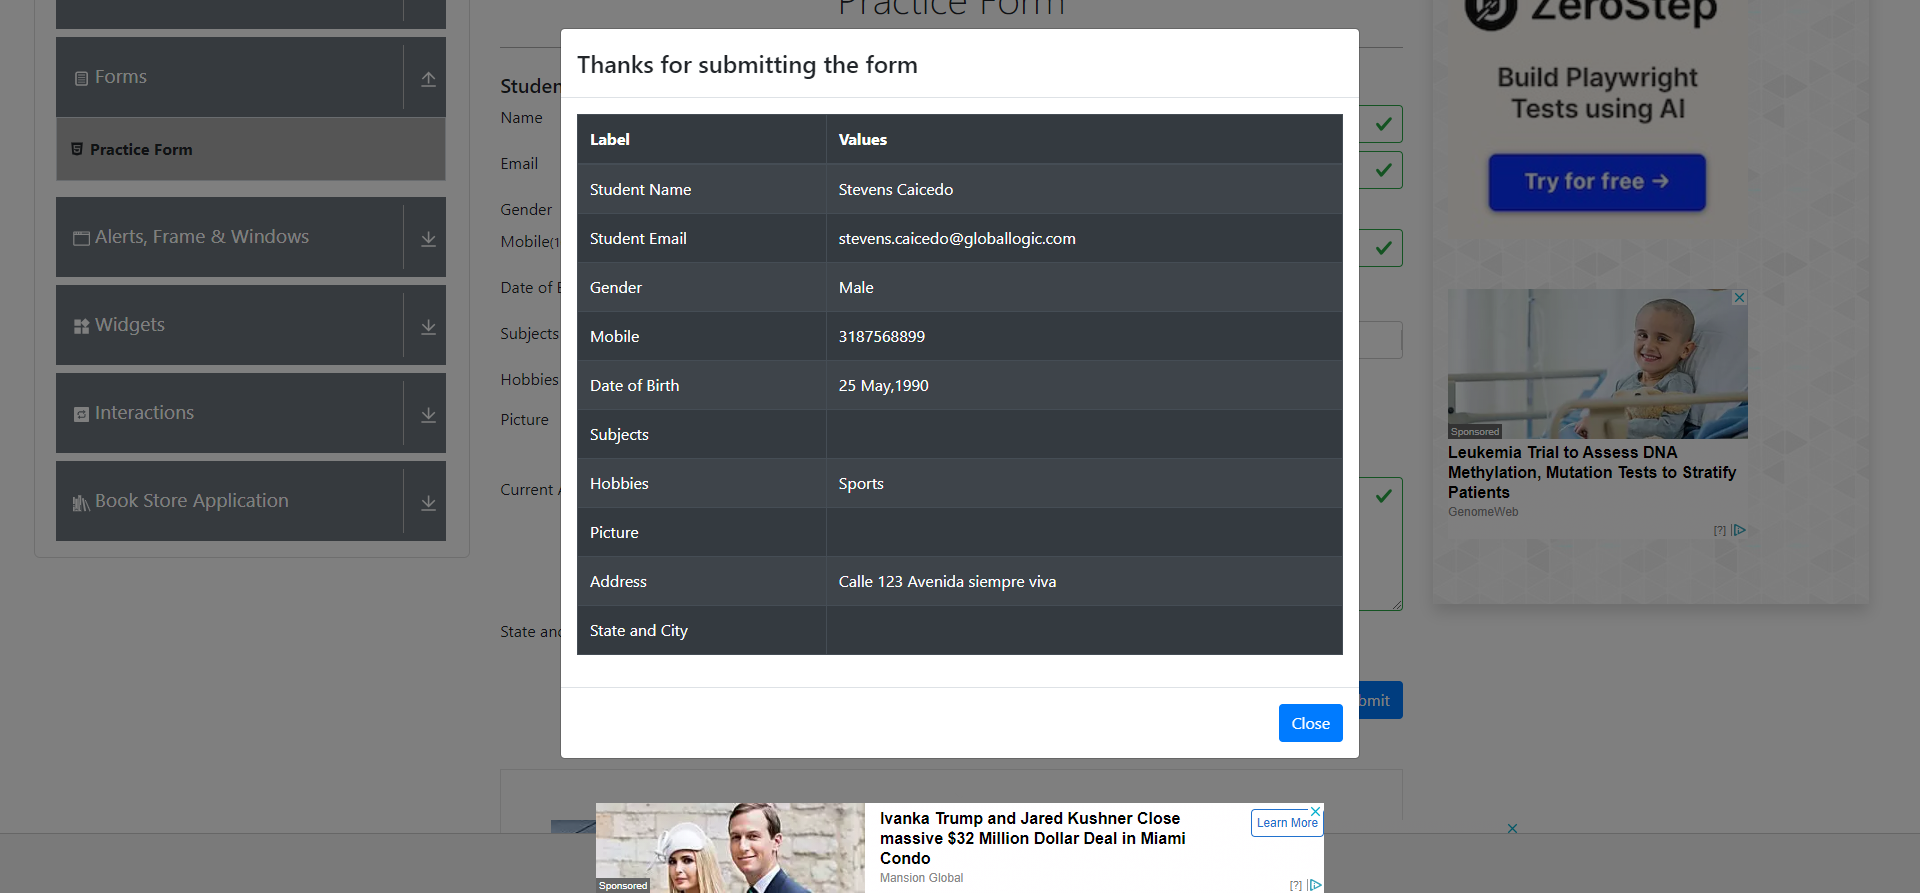 Practice Form
Forms
Practice Form
Alerts, Frame & Windows
Widgets
Interactions
Book Store Application
Studen
Name
Email
Gender
Mobile(1
Date of B
Subjects
Hobbies
Picture
Current A
State and
bmit
Thanks for submitting the form
Label Values
Student Name Stevens Caicedo
Student Email stevens.caicedo@globallogic.com
Gender Male
Mobile 3187568899
Date of Birth 25 May,1990
Subjects
Hobbies Sports
Picture
Address Calle 123 Avenida siempre viva
State and City
Close
ZeroStep
Build Playwright
Tests using AI
Try for free →
Sponsored
Leukemia Trial to Assess DNA
Methylation, Mutation Tests to Stratify
Patients
GenomeWeb
[?]
Ivanka Trump and Jared Kushner Close
massive $32 Million Dollar Deal in Miami
Condo
Mansion Global
Learn More
Sponsored
[?]